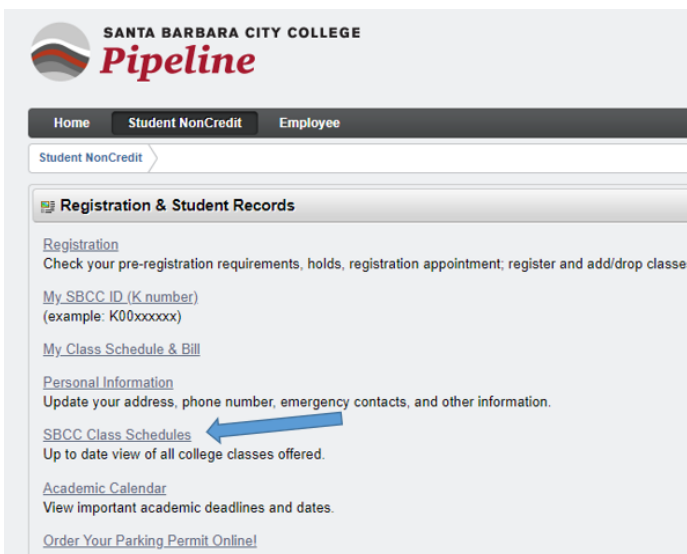 SANTA BARBARA CITY COLLEGE
Pipeline
Home Student NonCredit Employee
Student NonCredit
Registration & Student Records
Registration
Check your pre-registration requirements, holds, registration appointment; register and add/drop classes
My SBCC ID (K number)
(example: K00xxxxxx)
My Class Schedule & Bill
Personal Information
Update your address, phone number, emergency contacts, and other information.
SBCC Class Schedules
Up to date view of all college classes offered.
Academic Calendar
View important academic deadlines and dates.
Order Your Parking Permit Online!